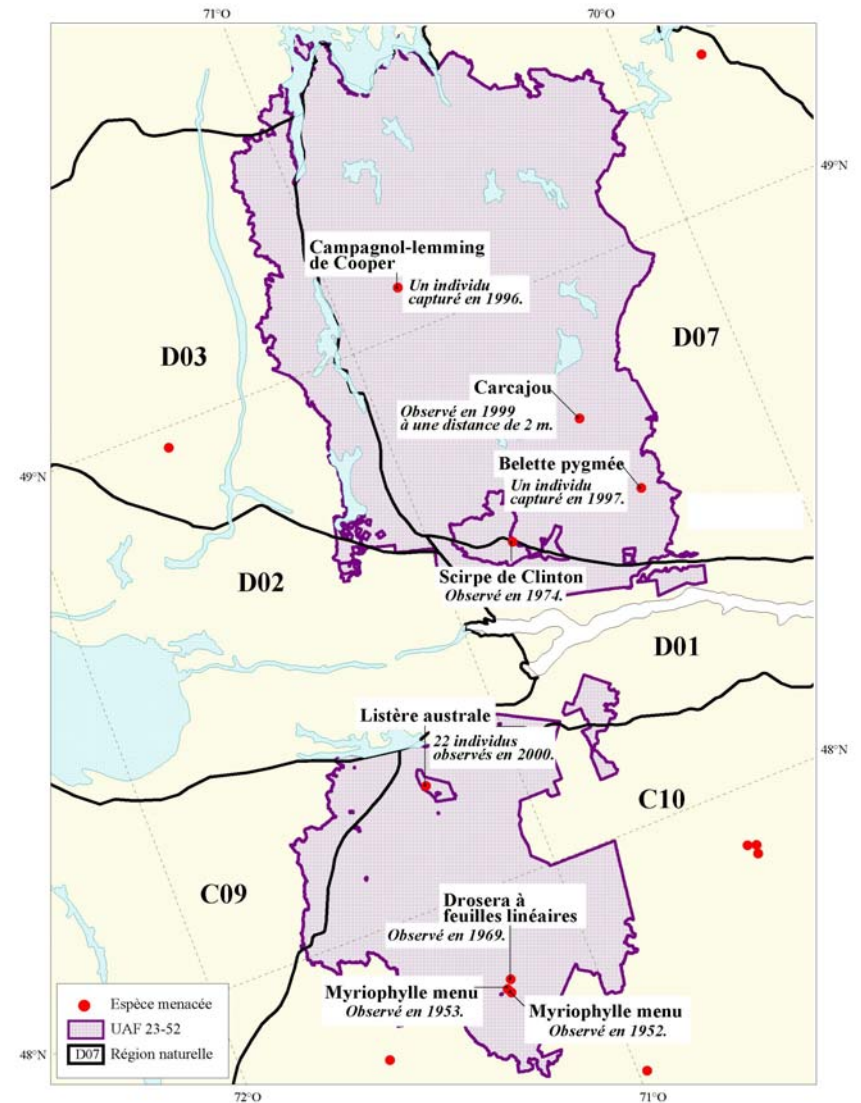 71°O
70°O
49°N
Campagnol-lemming
de Cooper
Un individu
capturé en 1996.
D03
D07
Carcajou
Observé en 1999
à une distance de 2 m.
Belette pygmée
Un individu
capturé en 1997.
49°N
D02
Scirpe de Clinton
Observé en 1974.
D01
Listère australe
22 individus
observés en 2000.
48°N
C10
C09
Drosera à
feuilles linéaires
Observé en 1969.
Myriophylle menu
Observé en 1953.
Myriophylle menu
Observé en 1952.
Espèce menacée
UAF 23-52
D07 Région naturelle
48°N
72°O
71°O